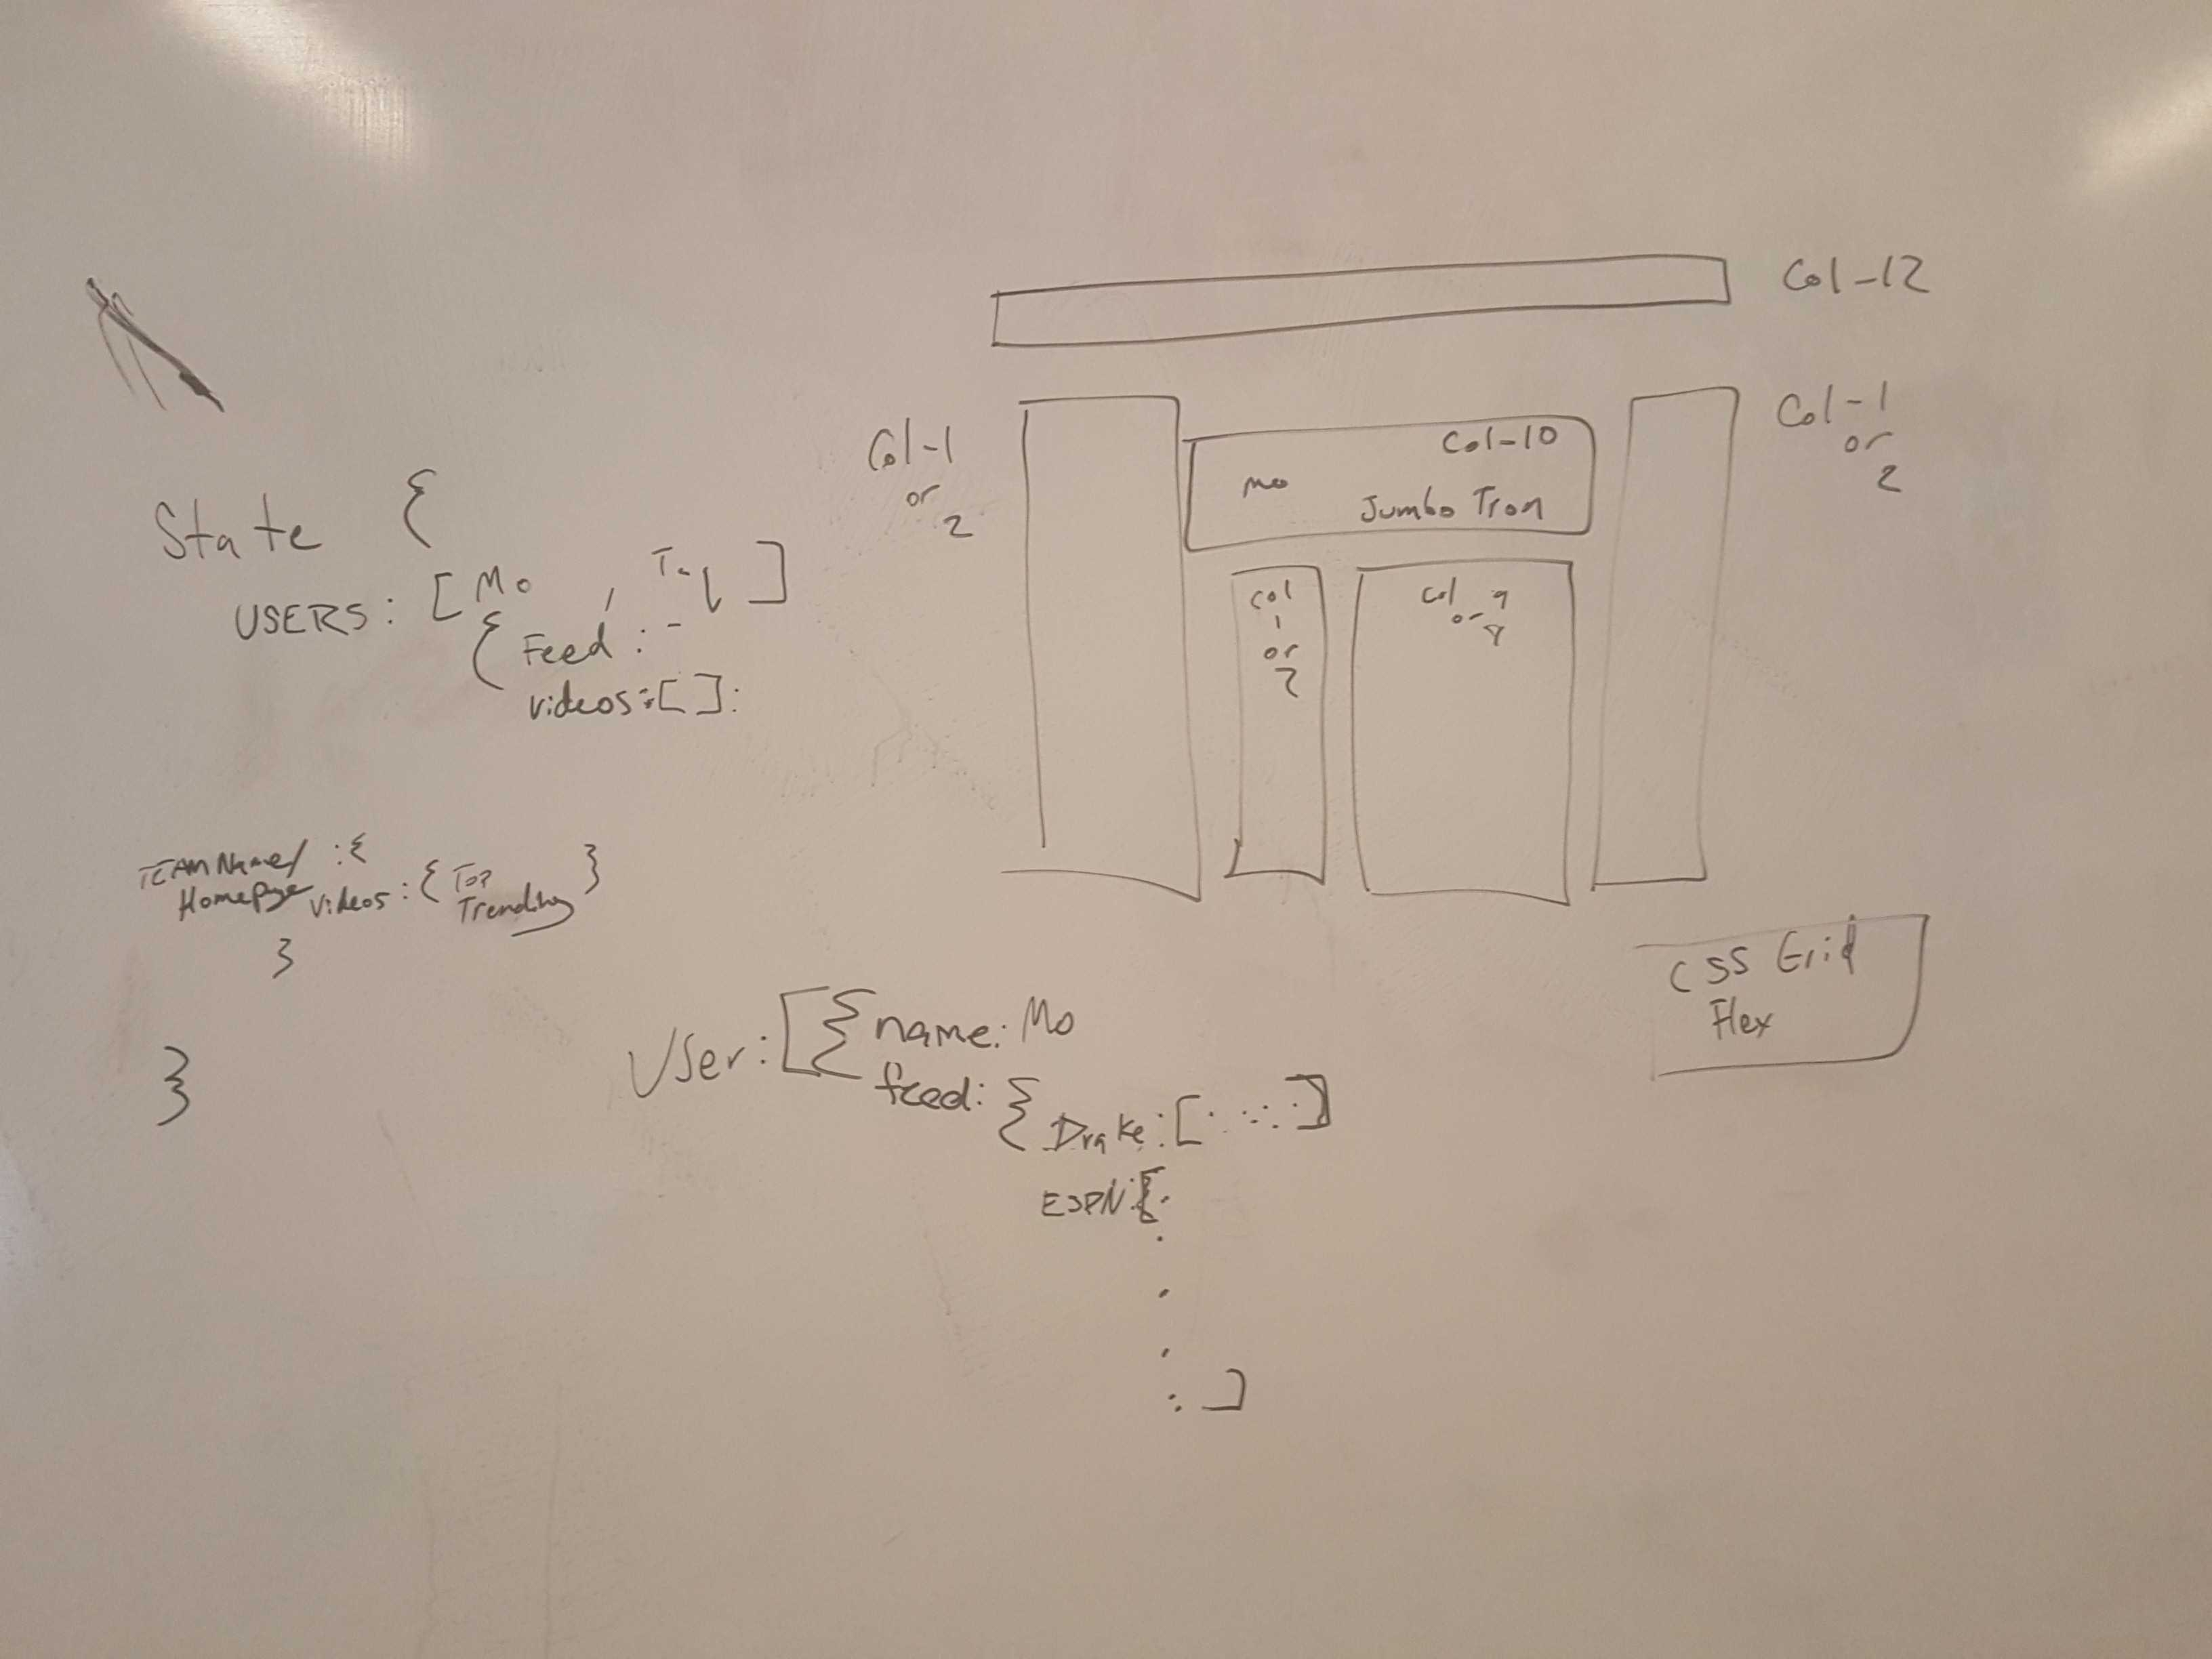 State {
USERS: [Mo , Taq ]
{ Feed : -
videos : [ ] :
TEAMName/ : {
Homepage videos : { Top
Trending }
}
}
User: [ { name: Mo
feed: { Drake: [ . . . . . ]
ESPN: [ .
.
.
.
: ]
Col-12
Col-1
or
2
Col-10
Mo
Jumbo Tron
Col-1
or
2
Col
1
or
2
Col 9
or 8
CSS Grid
Flex